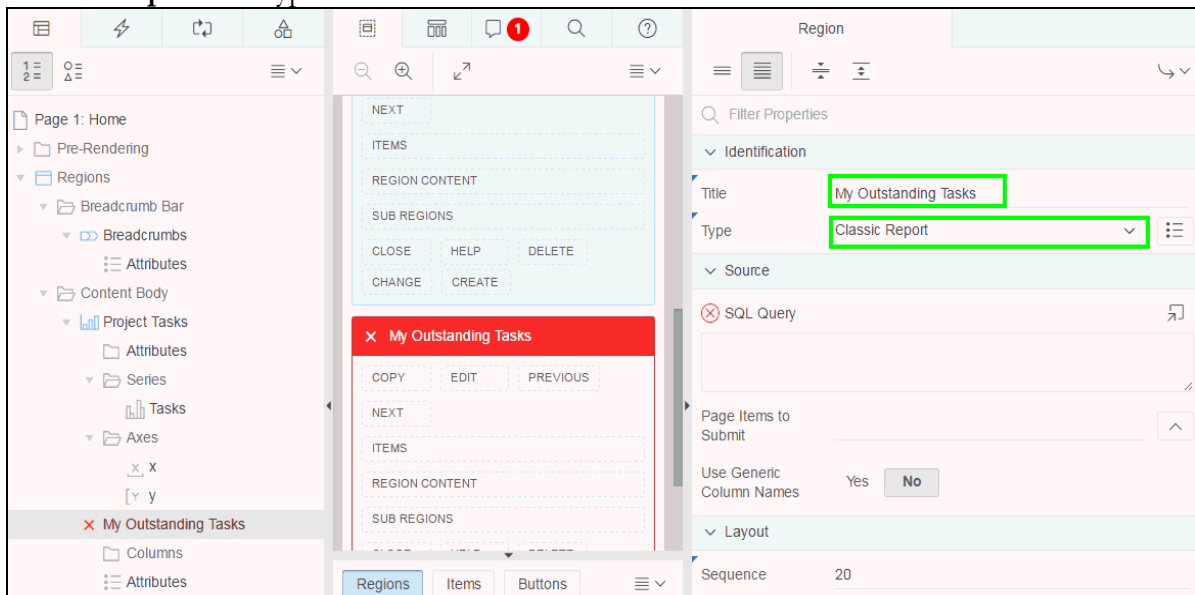 1
Region
1
2
Page 1: Home
Pre-Rendering
Regions
Breadcrumb Bar
Breadcrumbs
Attributes
Content Body
Project Tasks
Attributes
Series
Tasks
Axes
x X
Y y
My Outstanding Tasks
Columns
Attributes
NEXT
ITEMS
REGION CONTENT
SUB REGIONS
CLOSE HELP DELETE
CHANGE CREATE
My Outstanding Tasks
COPY EDIT PREVIOUS
NEXT
ITEMS
REGION CONTENT
SUB REGIONS
Regions Items Buttons
Filter Properties
Identification
Title My Outstanding Tasks
Type Classic Report
Source
SQL Query
Page Items to
Submit
Use Generic
Column Names Yes No
Layout
Sequence 20